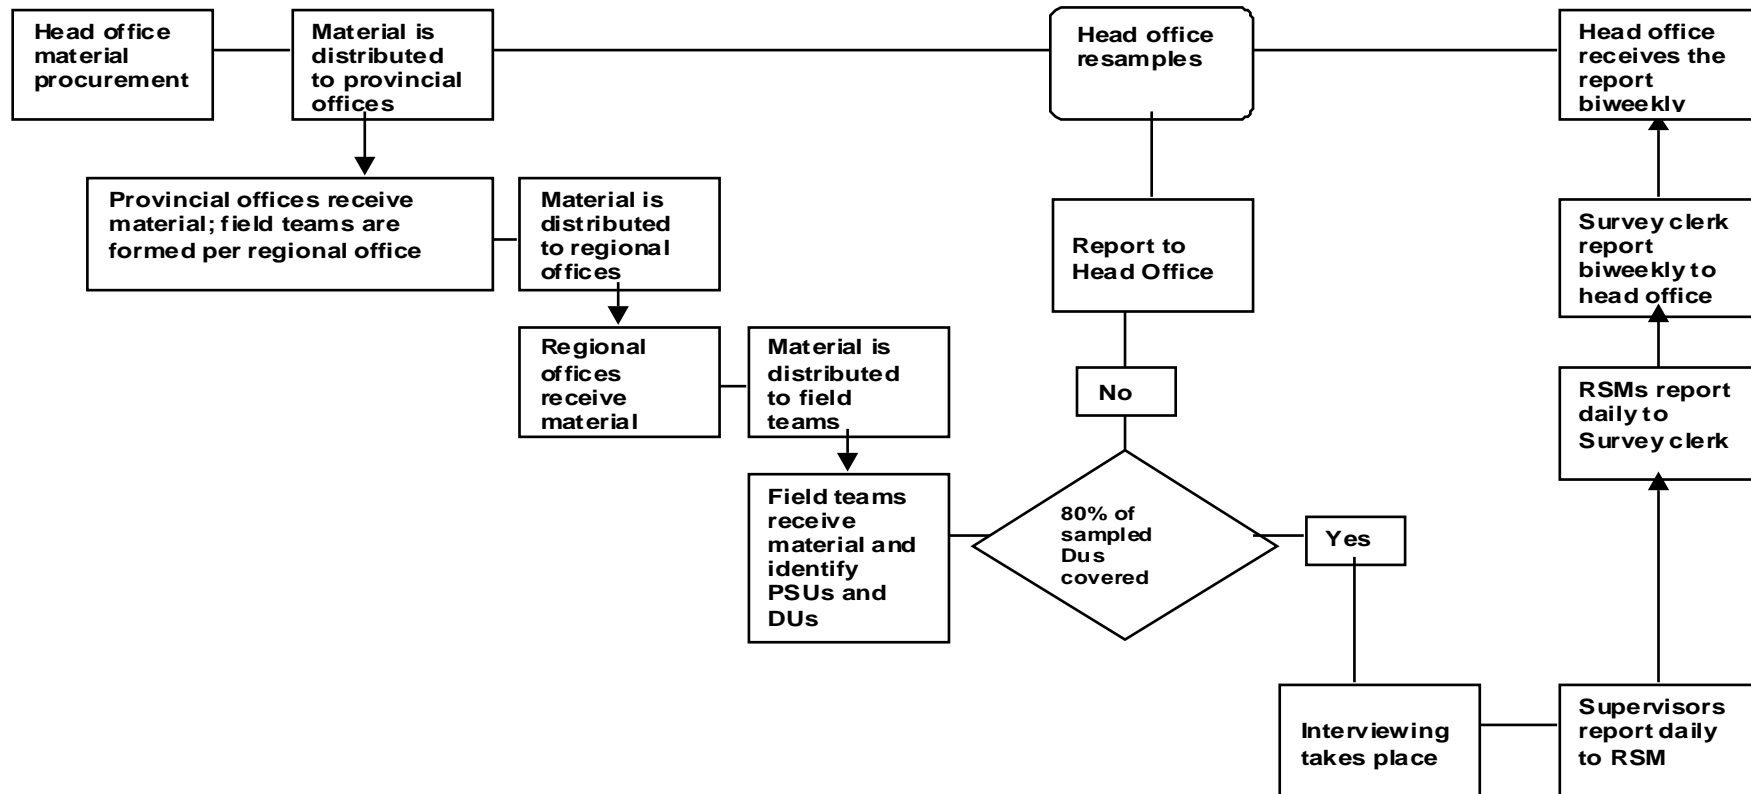 Head office
material
procurement
Material is
distributed
to provincial
offices
Head office
resamples
Head office
receives the
report
biweekly
Provincial offices receive
material; field teams are
formed per regional office
Material is
distributed
to regional
offices
Report to
Head Office
Survey clerk
report
biweekly to
head office
Regional
offices
receive
material
Material is
distributed
to field
teams
No
RSMs report
daily to
Survey clerk
Field teams
receive
material and
identify
PSUs and
DUs
80% of
sampled
Dus
covered
Yes
Interviewing
takes place
Supervisors
report daily
to RSM